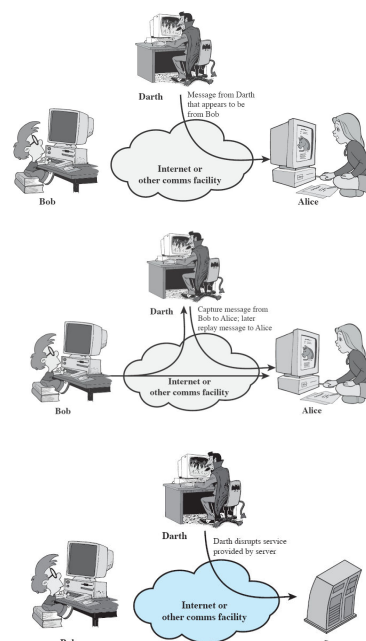 Darth
Message from Darth
that appears to be
from Bob
Internet or
other comms facility
Bob
Alice
Darth
Capture message from
Bob to Alice; later
replay message to Alice
Internet or
other comms facility
Bob
Alice
Darth
Darth disrupts service
provided by server
Internet or
other comms facility